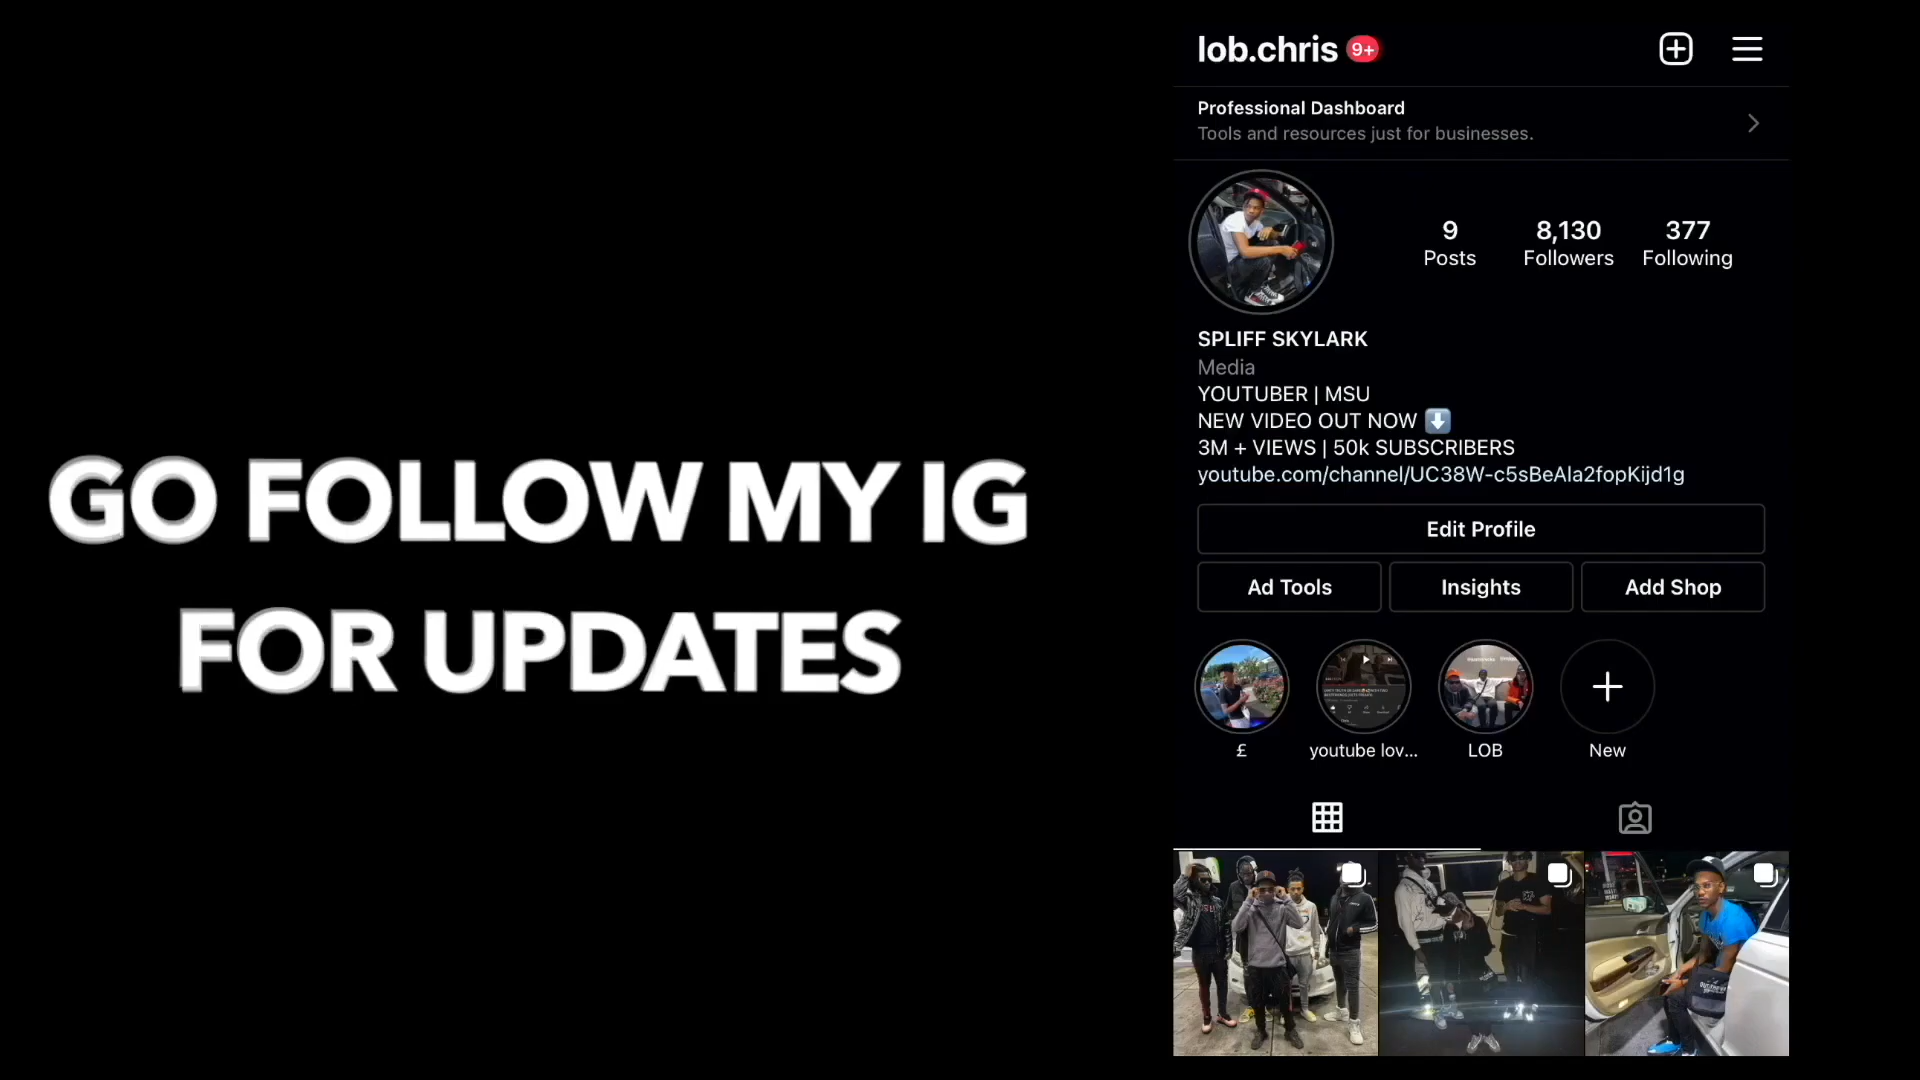 GO FOLLOW MY IG
FOR UPDATES
lob.chris 9+
Professional Dashboard
Tools and resources just for businesses.
9 8,130 377
Posts Followers Following
SPLIFF SKYLARK
Media
YOUTUBER | MSU
NEW VIDEO OUT NOW ⬇️
3M + VIEWS | 50k SUBSCRIBERS
youtube.com/channel/UC38W-c5sBeAla2fopKijd1g
Edit Profile
Ad Tools Insights Add Shop
£ youtube lov... LOB New